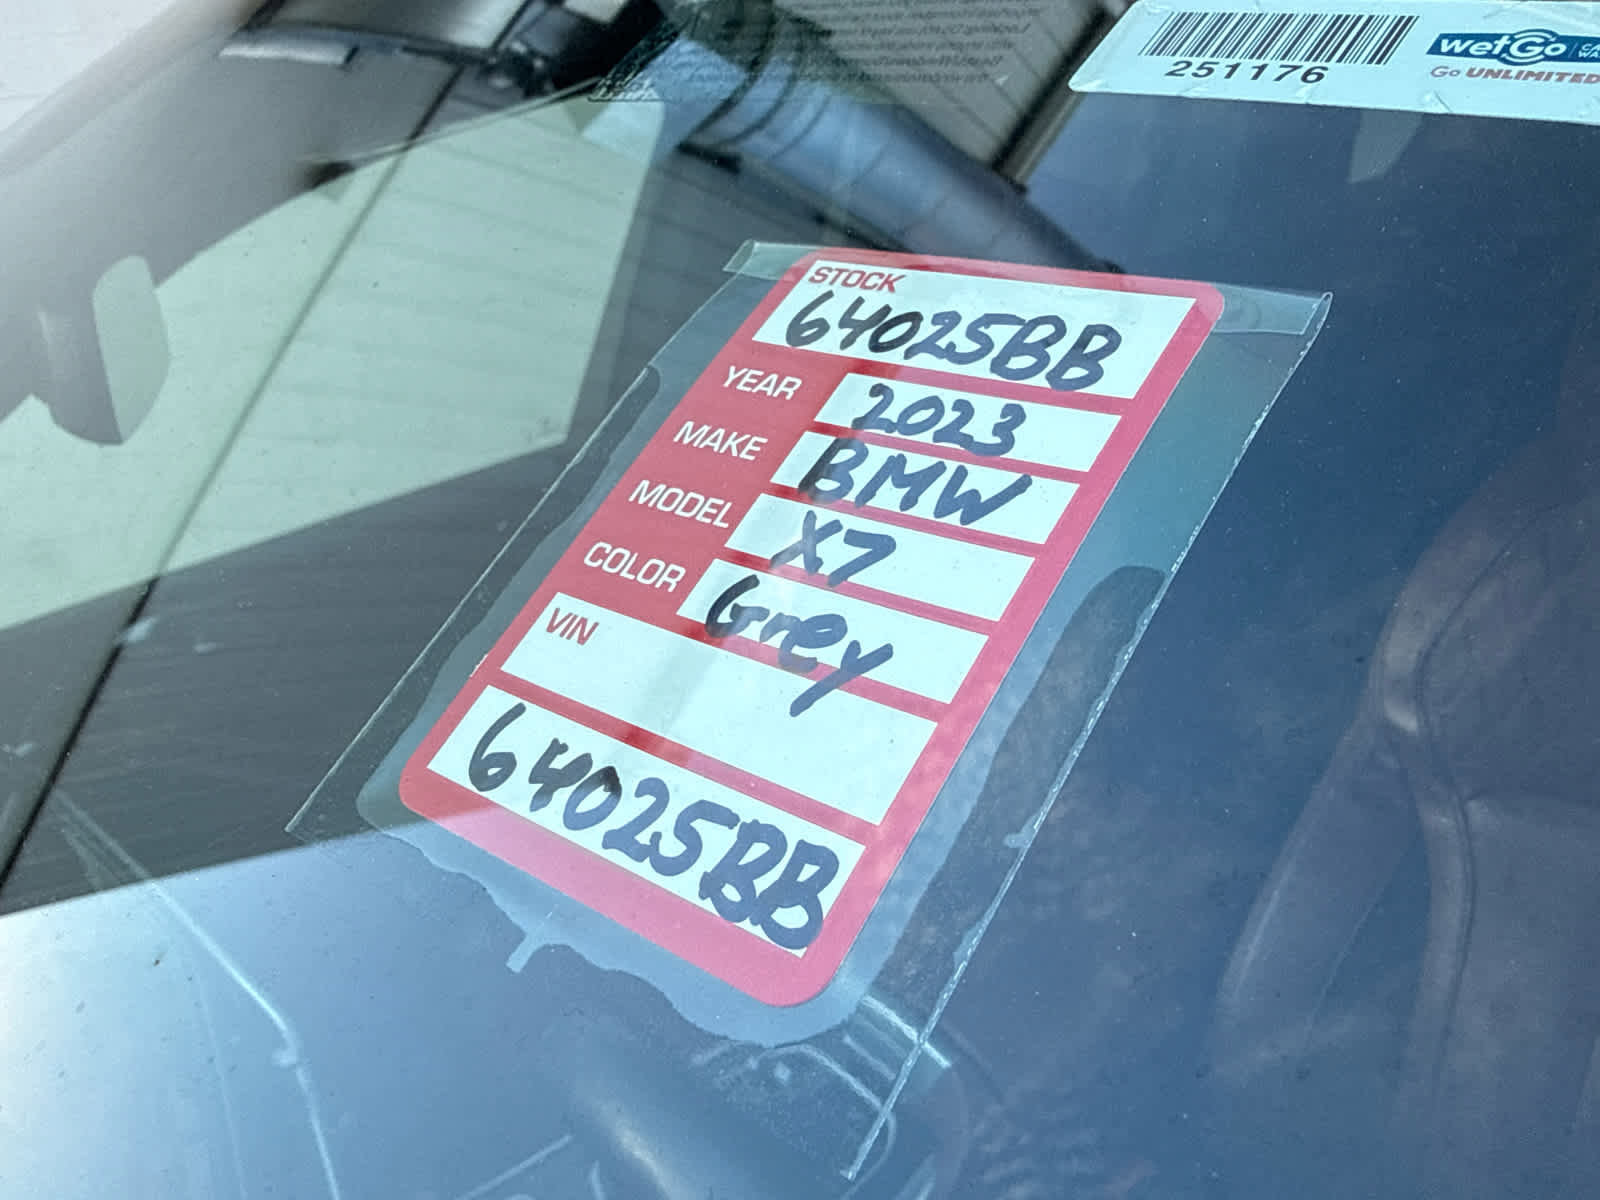 251176
wetGo
Go UNLIMITED
STOCK
64025BB
YEAR 2023
MAKE BMW
MODEL X7
COLOR Grey
VIN
64025BB